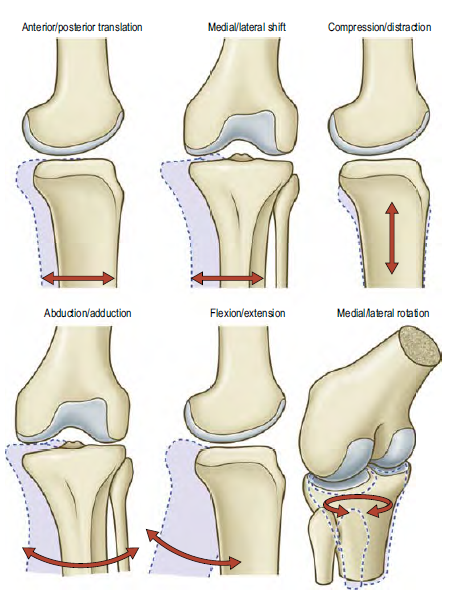 Anterior/posterior translation
Medial/lateral shift
Compression/distraction
Abduction/adduction
Flexion/extension
Medial/lateral rotation